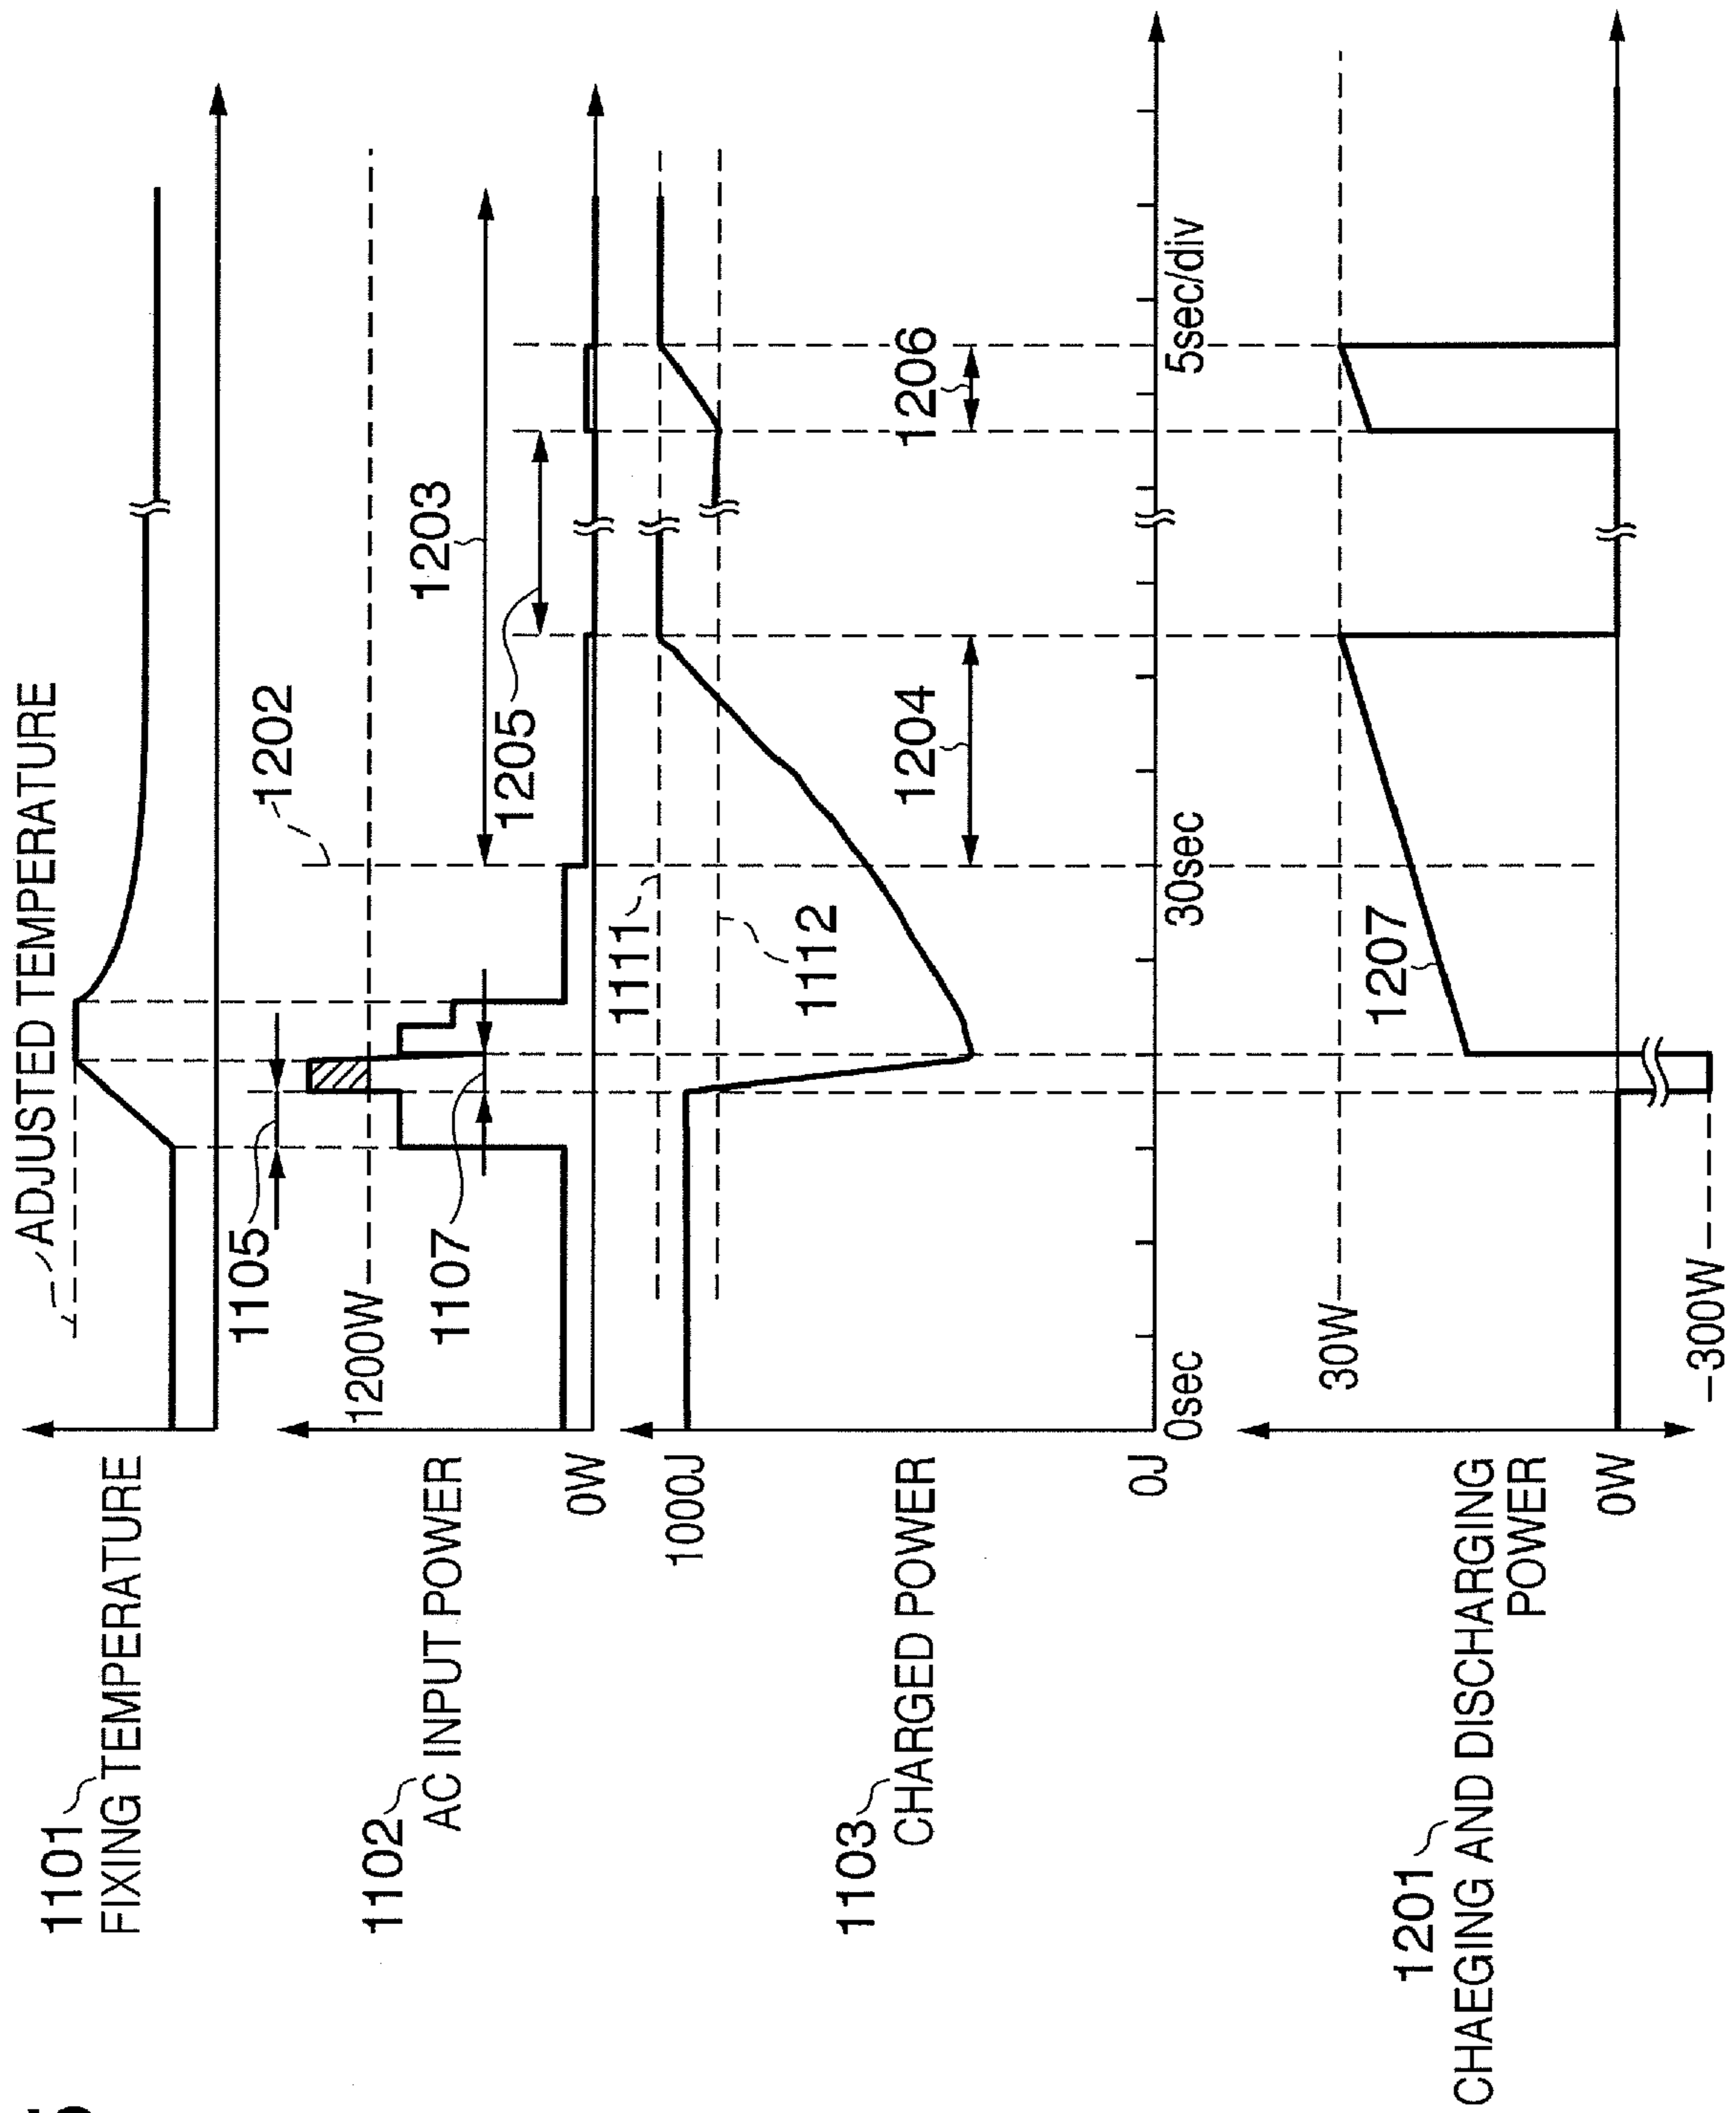 1101
FIXING TEMPERATURE
ADJUSTED TEMPERATURE
1102
AC INPUT POWER
0W
1200W
1105
1107
1202
1205
1203
1103
CHARGED POWER
1000J
0J
1111
1112
1204
1206
0sec
30sec
5sec/div
1201
CHAEGING AND DISCHARGING
POWER
0W
30W
-300W
1207